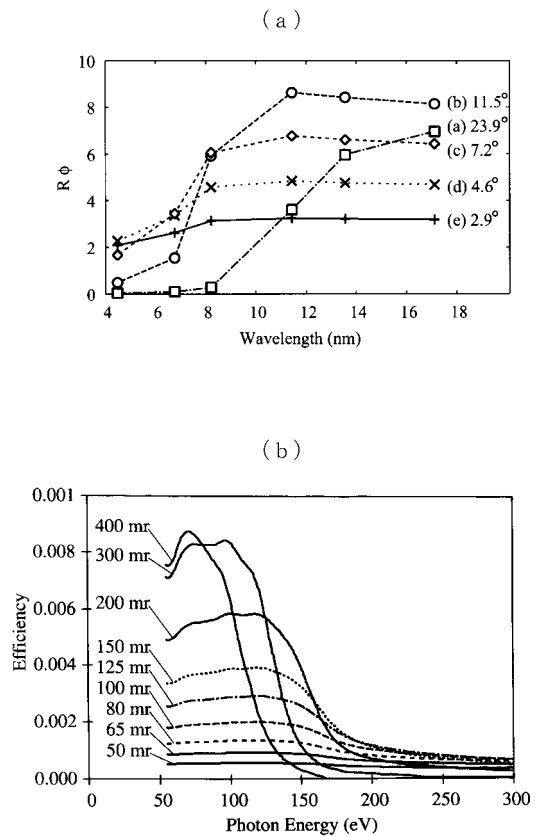 (a)
10
8
6
4
2
0
R ϕ
(b) 11.5°
(a) 23.9°
(c) 7.2°
(d) 4.6°
(e) 2.9°
4 6 8 10 12 14 16 18
Wavelength (nm)
(b)
0.001
0.008
0.006
0.004
0.002
0.000
Efficiency
400 mr
300 mr
200 mr
150 mr
125 mr
100 mr
80 mr
65 mr
50 mr
0 50 100 150 200 250 300
Photon Energy (eV)